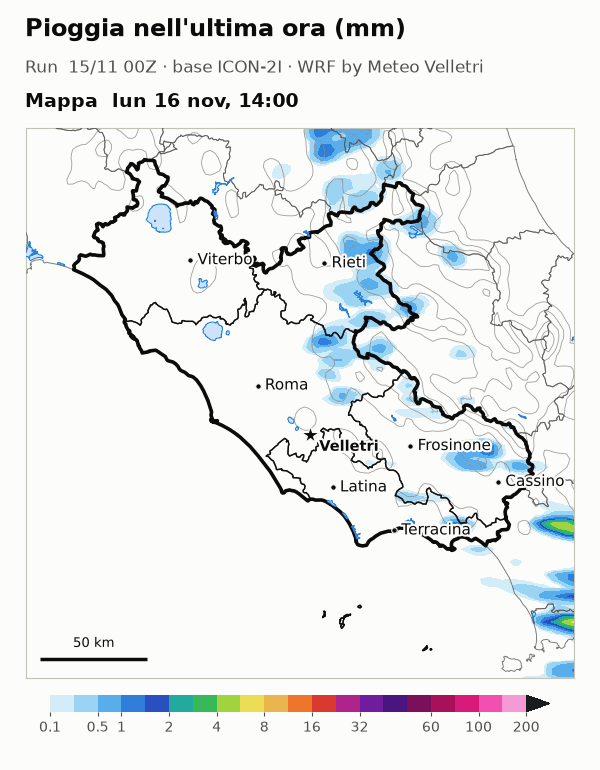 Pioggia nell'ultima ora (mm)
Run  15/11 00Z · base ICON-2I · WRF by Meteo Velletri
Mappa  lun 16 nov, 14:00
Viterbo
Rieti
Roma
Velletri
Frosinone
Latina
Cassino
Terracina
50 km
0.1 0.5 1 2 4 8 16 32 60 100 200